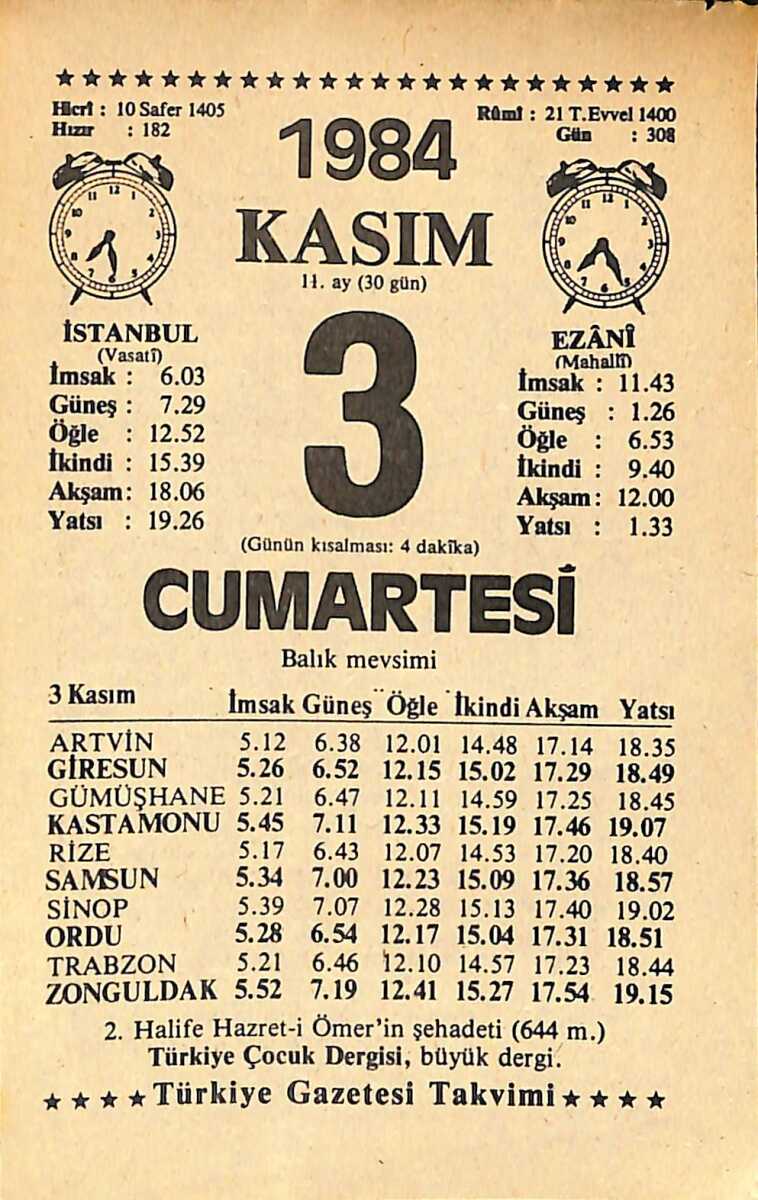 ★★★★★★★★★★★★★★★★★★★★★★★★
Hicrî : 10 Safer 1405
Hızır : 182
Rûmî : 21 T.Evvel 1400
Gün : 308
1984
KASIM
11. ay (30 gün)
3
(Günün kısalması: 4 dakîka)
İSTANBUL
(Vasatî)
İmsak : 6.03
Güneş : 7.29
Öğle : 12.52
İkindi : 15.39
Akşam: 18.06
Yatsı : 19.26
EZÂNÎ
(Mahallî)
İmsak : 11.43
Güneş : 1.26
Öğle : 6.53
İkindi : 9.40
Akşam: 12.00
Yatsı : 1.33
CUMARTESİ
Balık mevsimi
3 Kasım İmsak Güneş Öğle İkindi Akşam Yatsı
ARTVİN 5.12 6.38 12.01 14.48 17.14 18.35
GİRESUN 5.26 6.52 12.15 15.02 17.29 18.49
GÜMÜŞHANE 5.21 6.47 12.11 14.59 17.25 18.45
KASTAMONU 5.45 7.11 12.33 15.19 17.46 19.07
RİZE 5.17 6.43 12.07 14.53 17.20 18.40
SAMSUN 5.34 7.00 12.23 15.09 17.36 18.57
SİNOP 5.39 7.07 12.28 15.13 17.40 19.02
ORDU 5.28 6.54 12.17 15.04 17.31 18.51
TRABZON 5.21 6.46 12.10 14.57 17.23 18.44
ZONGULDAK 5.52 7.19 12.41 15.27 17.54 19.15
2. Halife Hazret-i Ömer'in şehadeti (644 m.)
Türkiye Çocuk Dergisi, büyük dergi.
★★★★Türkiye Gazetesi Takvimi★★★★